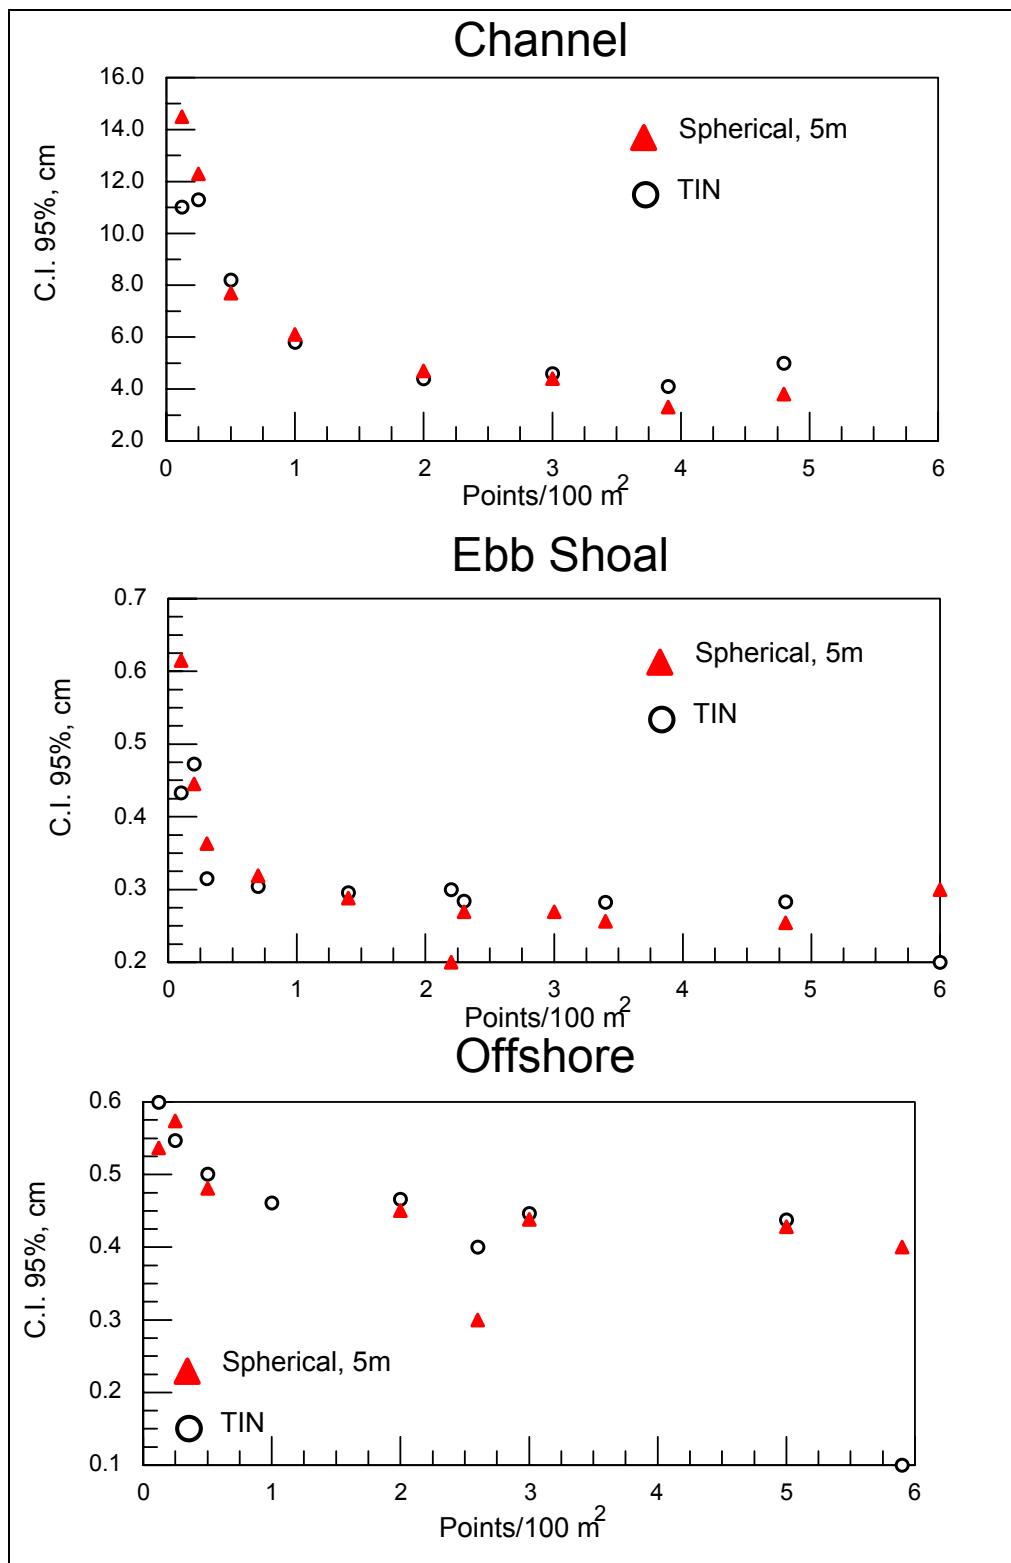 Channel
16.0
14.0
12.0
10.0
8.0
6.0
4.0
2.0
C.I. 95%, cm
Spherical, 5m
TIN
0 1 2 3 4 5 6
Points/100 m2
Ebb Shoal
0.7
0.6
0.5
0.4
0.3
0.2
C.I. 95%, cm
Spherical, 5m
TIN
0 1 2 3 4 5 6
Points/100 m2
Offshore
0.6
0.5
0.4
0.3
0.2
0.1
C.I. 95%, cm
Spherical, 5m
TIN
0 1 2 3 4 5 6
Points/100 m2